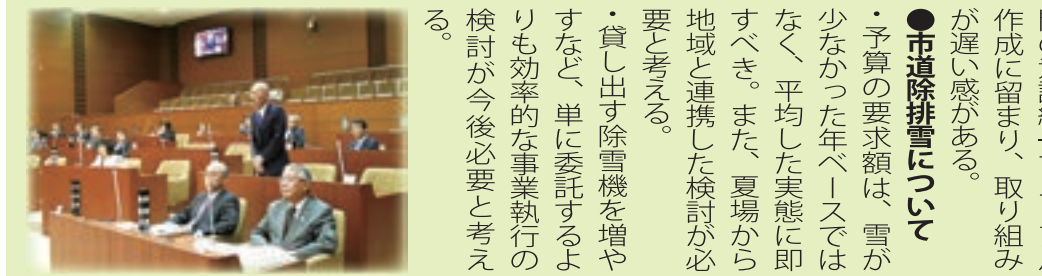 作成に留まり、取り組み
が遅い感がある。
●市道除排雪について
・予算の要求額は、雪が
少なかった年ベースでは
なく、平均した実態に即
すべき。また、夏場から
地域と連携した検討が必
要と考える。
・貸し出す除雪機を増や
すなど、単に委託するよ
りも効率的な事業執行の
検討が今後必要と考え
る。